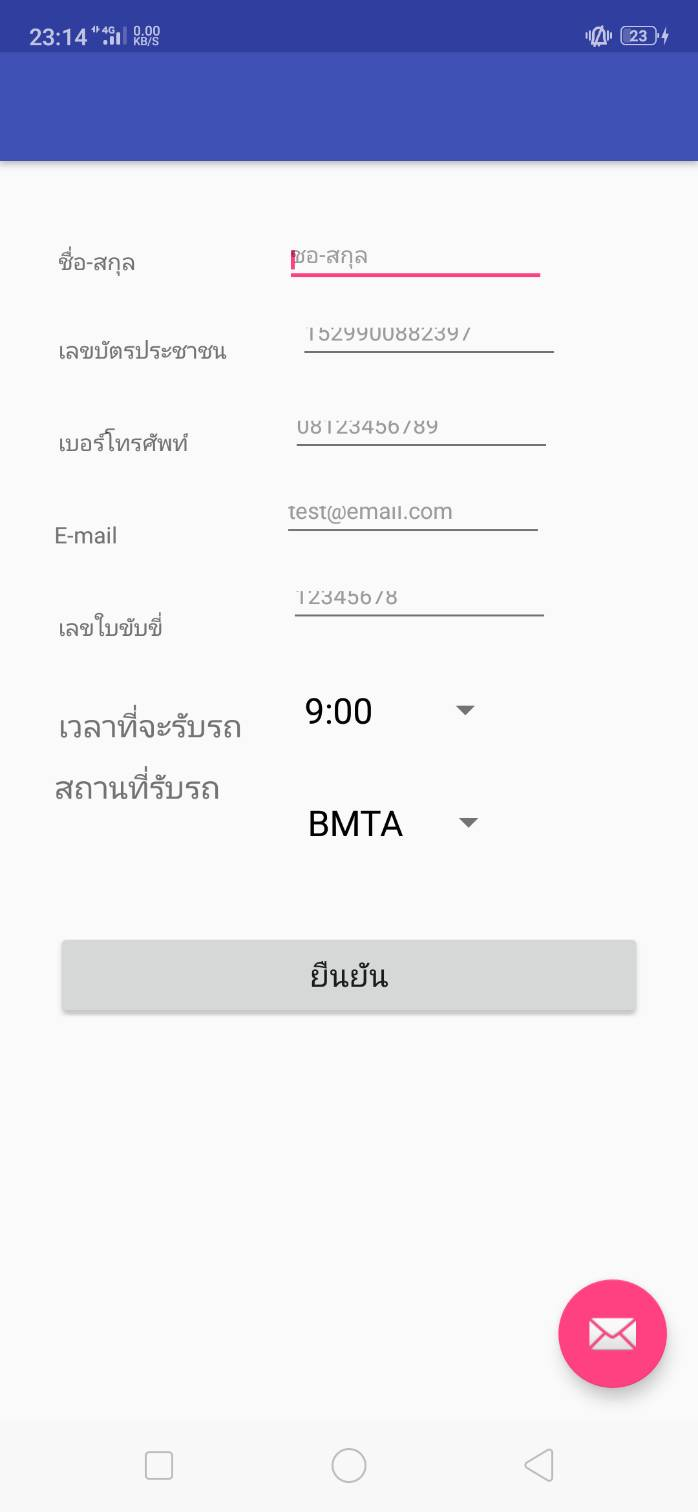 23:14 4G 0.00 KB/S 23
ชื่อ-สกุล ชื่อ-สกุล
เลขบัตรประชาชน 1529900882397
เบอร์โทรศัพท์ 08123456789
test@email.com
E-mail
12345678
เลขใบขับขี่
9:00
เวลาที่จะรับรถ
สถานที่รับรถ
BMTA
ยืนยัน